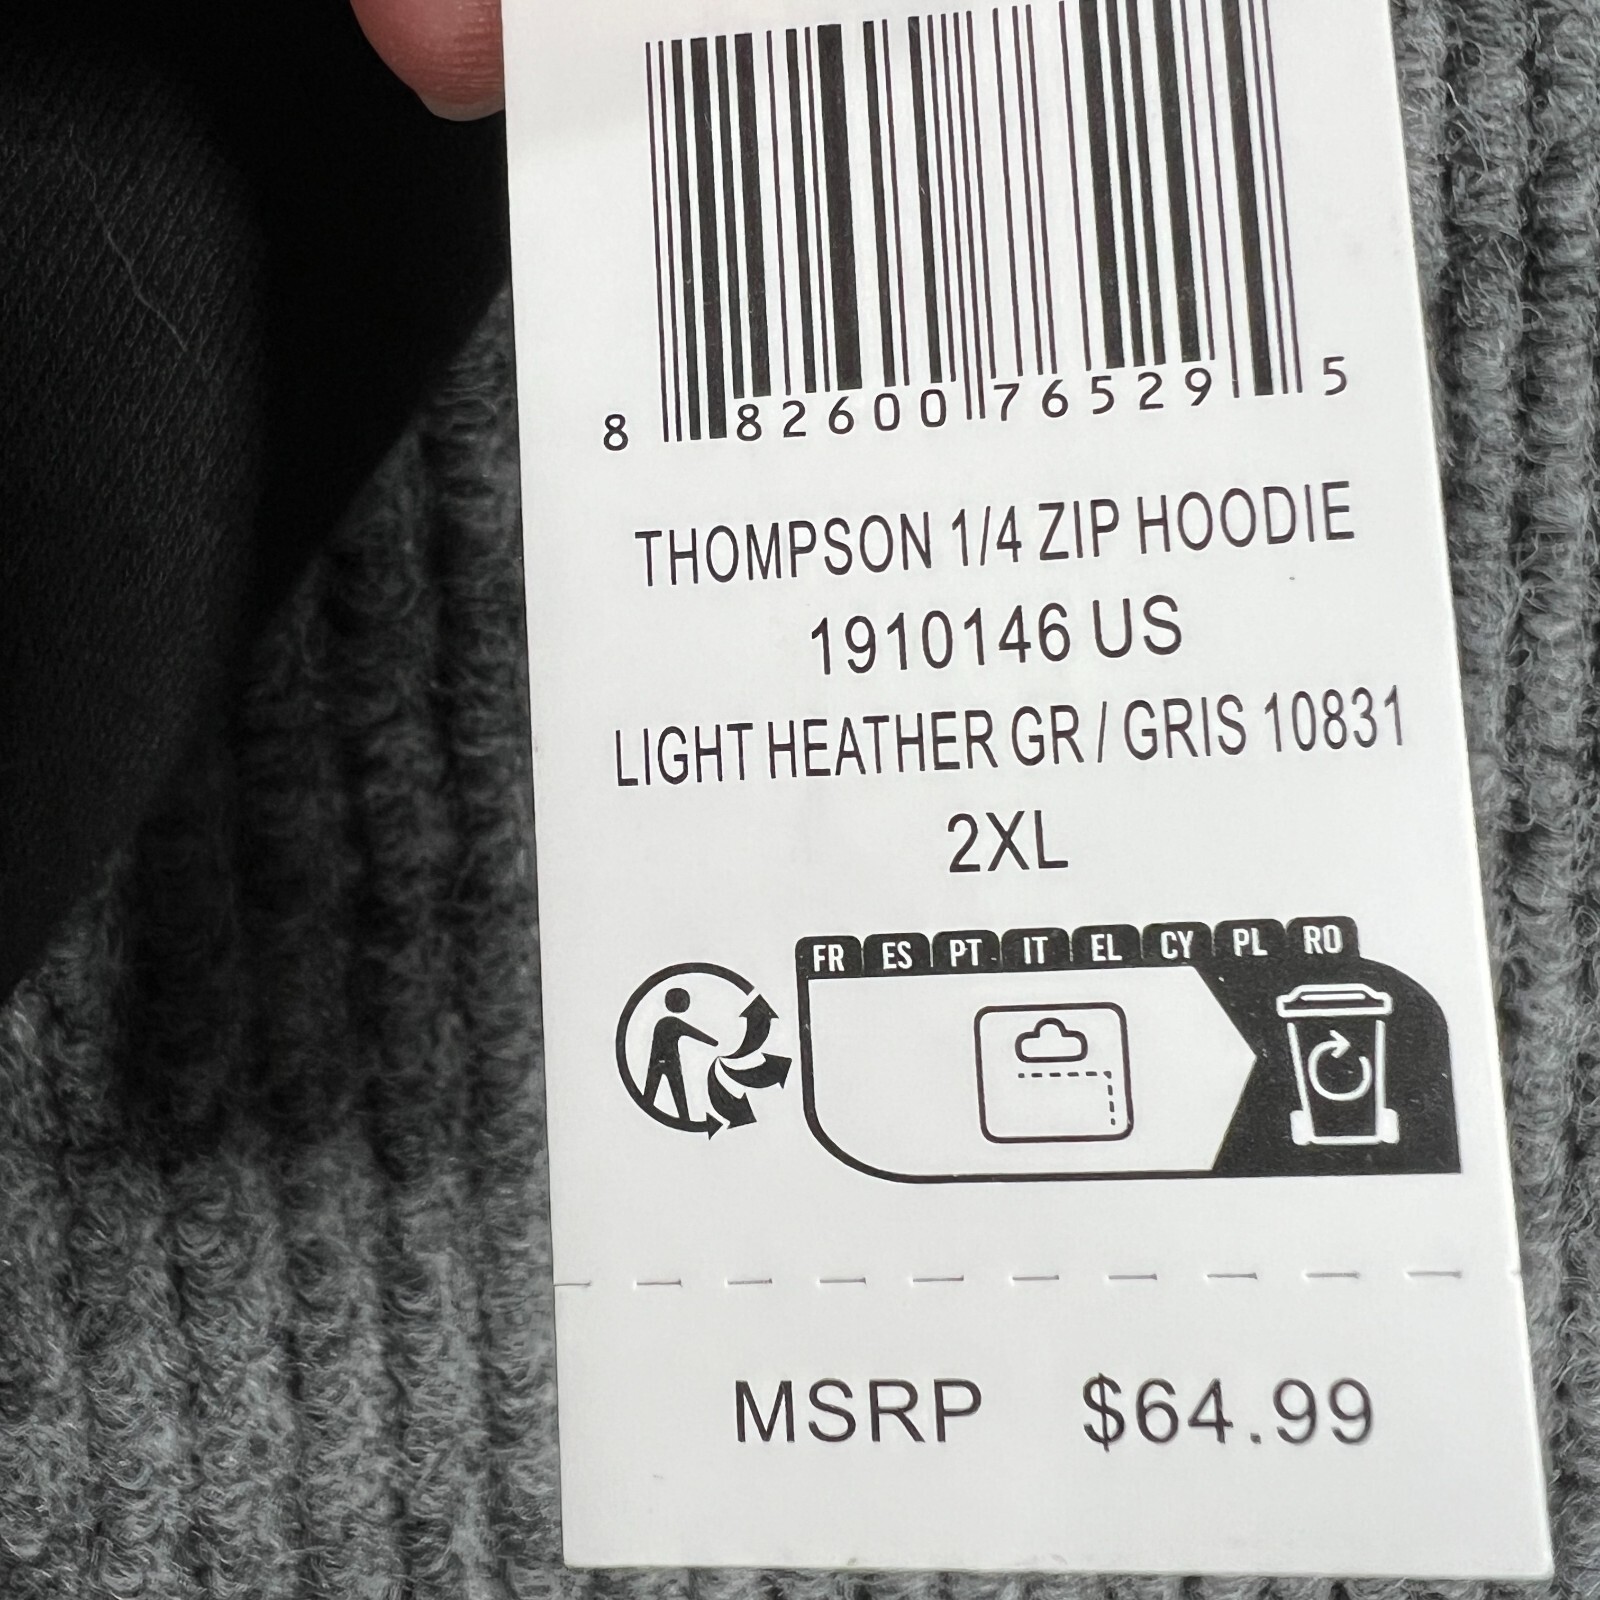 8 82600 76529 5
THOMPSON 1/4 ZIP HOODIE
1910146 US
LIGHT HEATHER GR / GRIS 10831
2XL
FR ES PT IT EL CY PL RO
MSRP $64.99